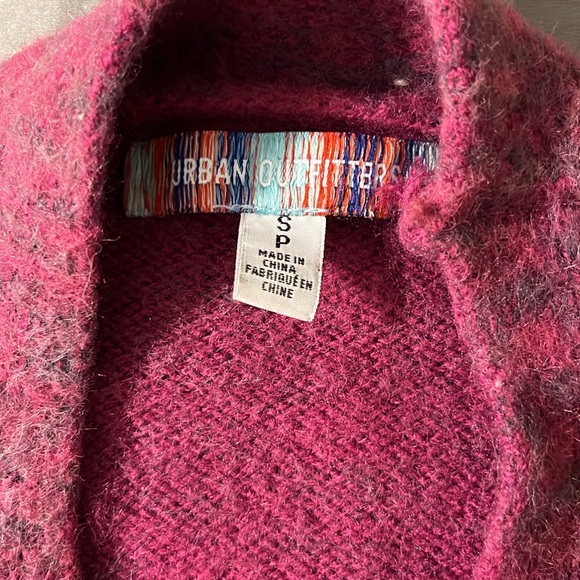 URBAN OUTFITTERS
S
P
MADE IN
CHINA
FABRIQUÉ EN
CHINE